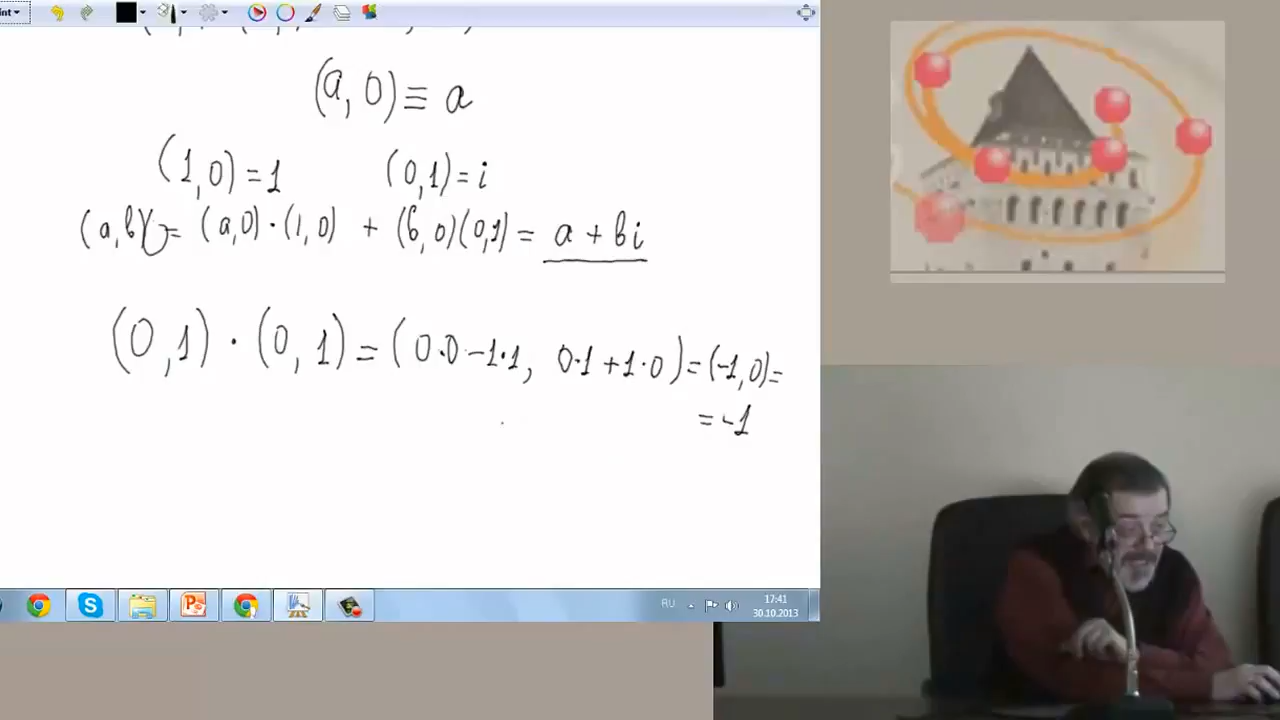 nt
(a, 0) ≡ a
(1, 0) = 1 (0, 1) = i
(a, b) = (a, 0) · (1, 0) + (b, 0)(0, 1) = a + bi
(0, 1) · (0, 1) = (0·0 - 1·1, 0·1 + 1·0) = (-1, 0) =
= -1
RU 17:41
30.10.2013